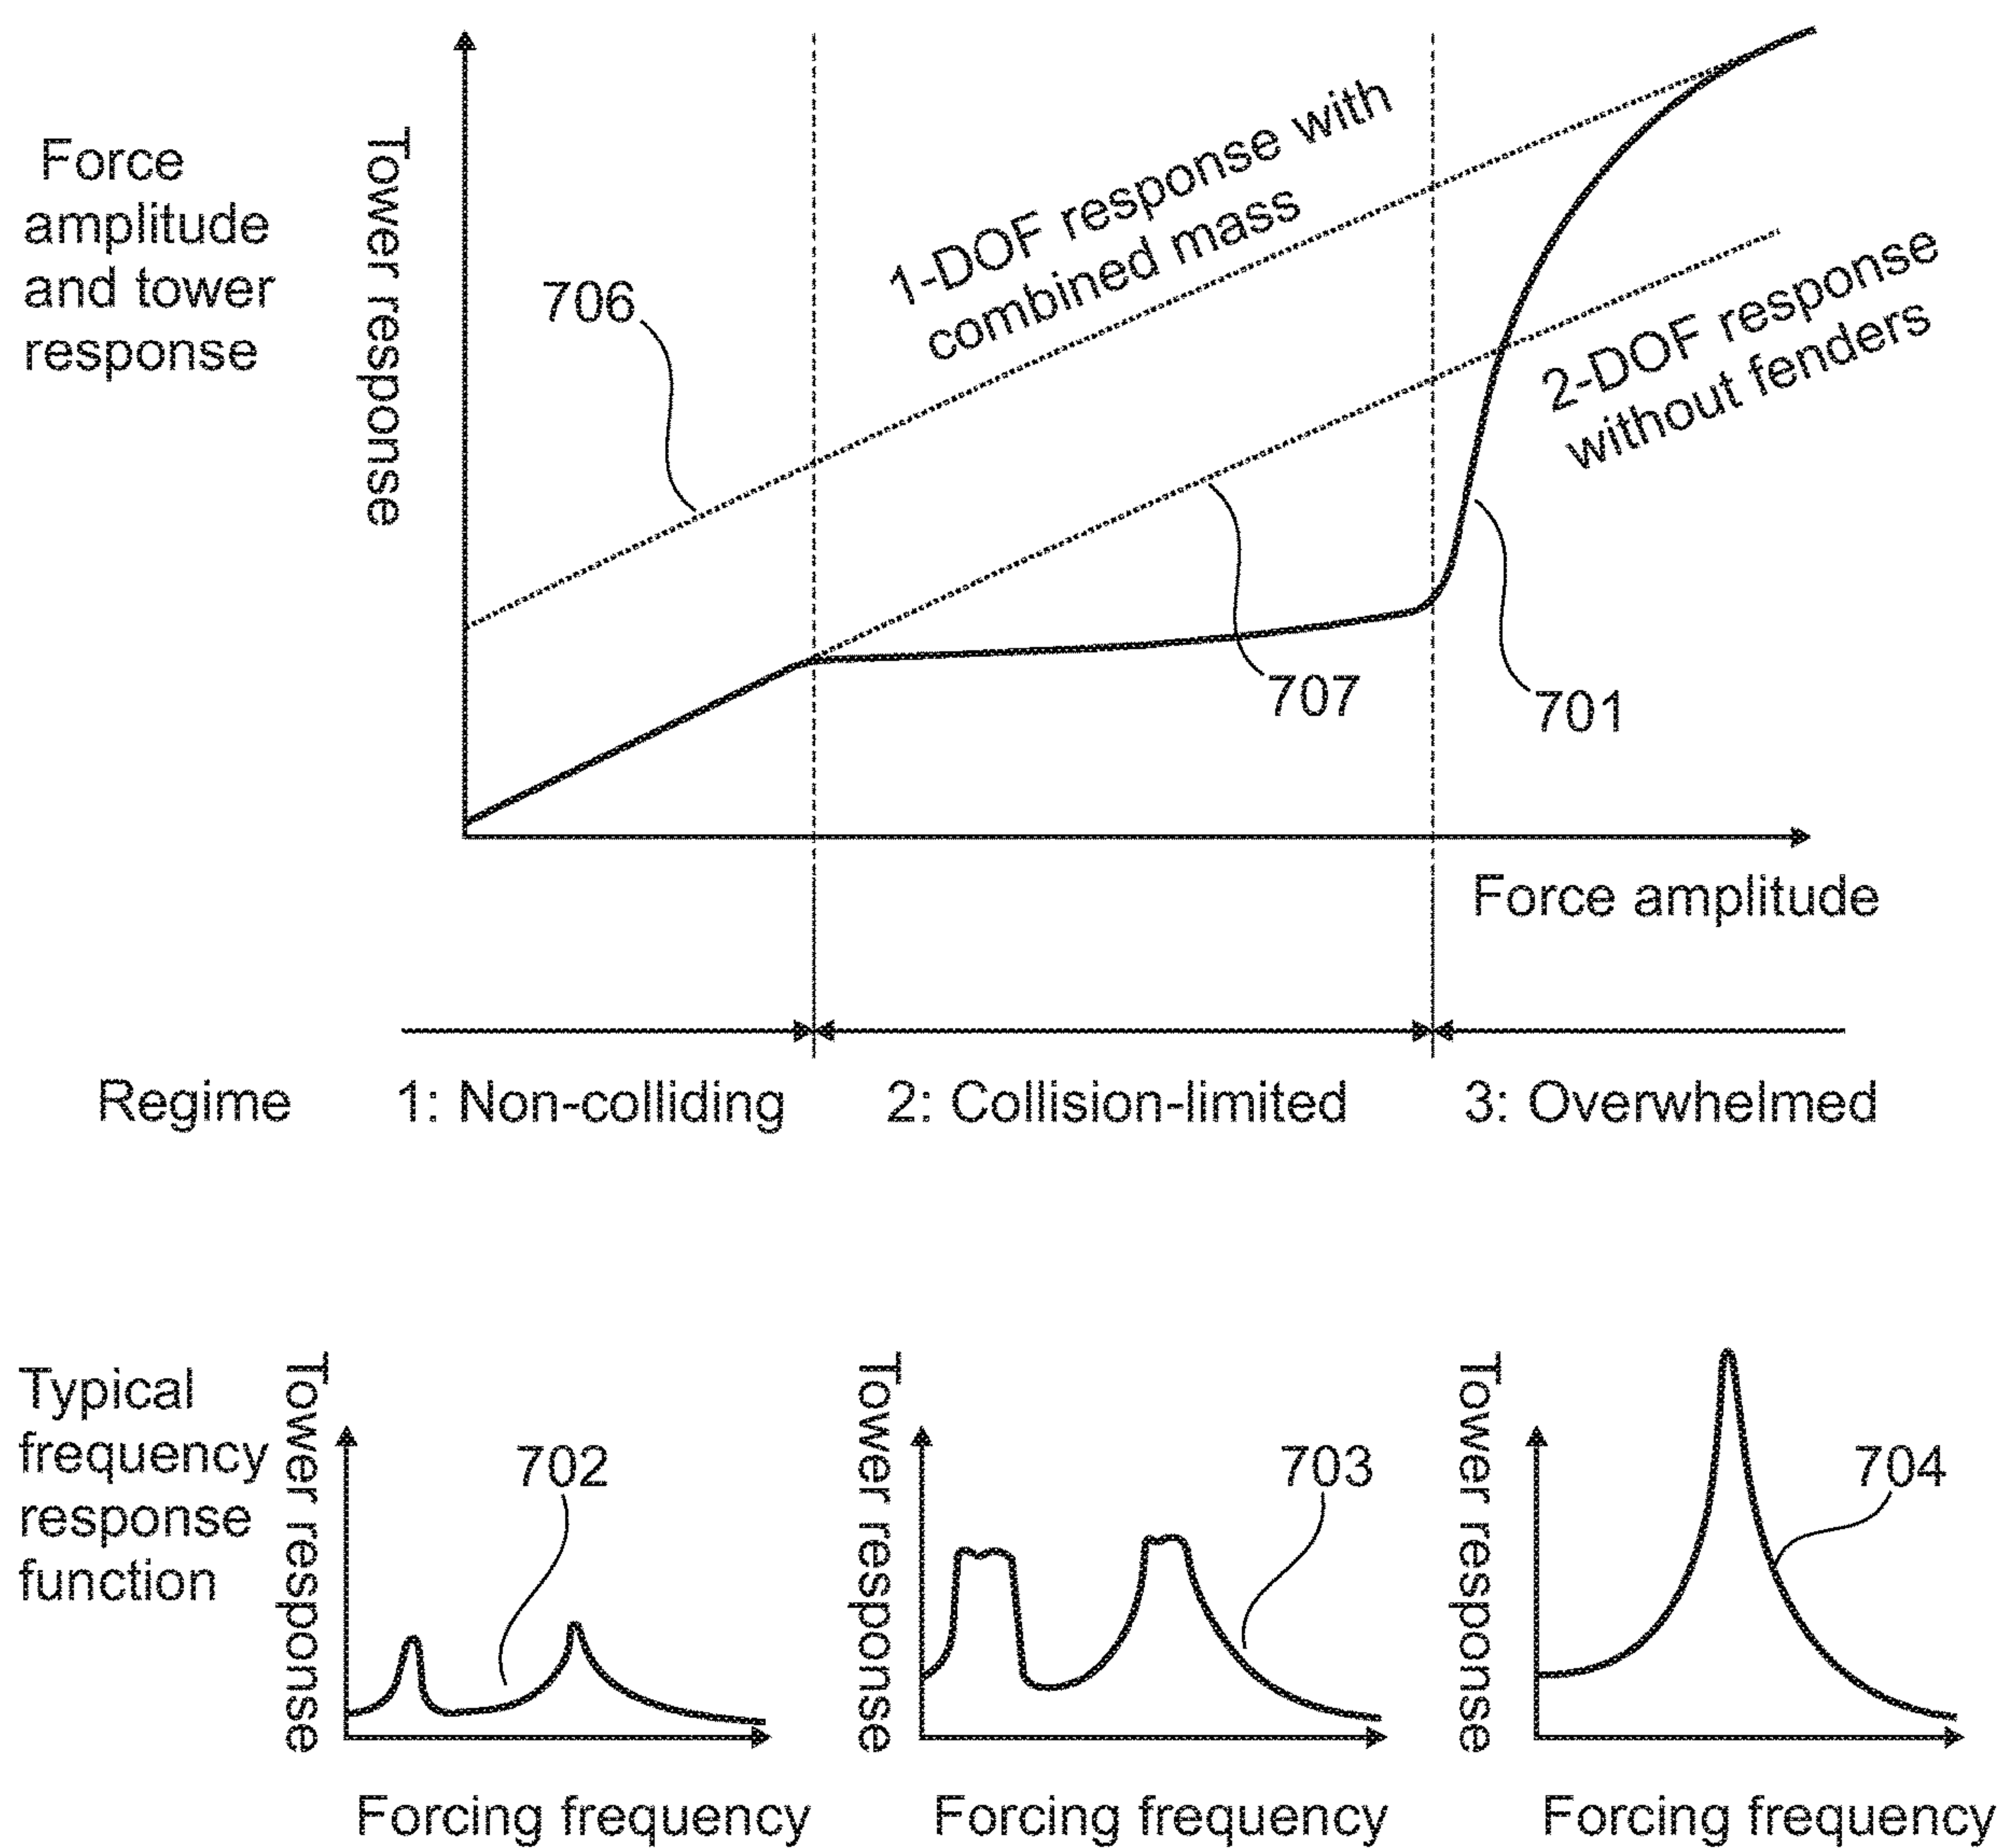 Force
amplitude
and tower
response
Tower response
706
1-DOF response with
combined mass
2-DOF response
without fenders
707
701
Force amplitude
Regime
1: Non-colliding
2: Collision-limited
3: Overwhelmed
Typical
frequency
response
function
Tower response
702
Forcing frequency
Tower response
703
Forcing frequency
Tower response
704
Forcing frequency